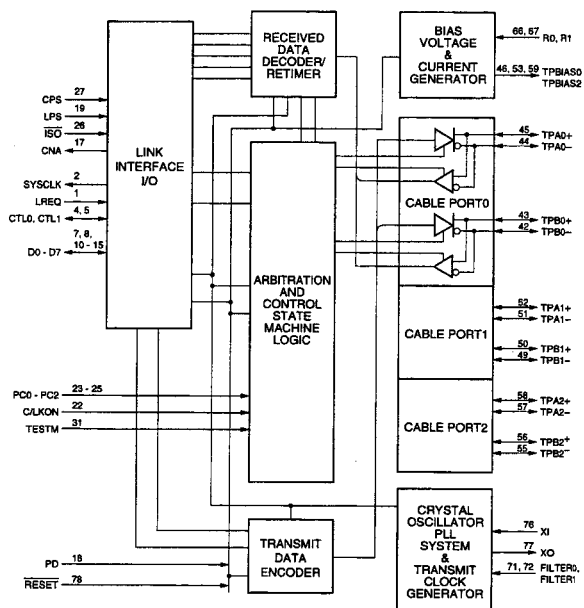 RECEIVED
DATA
DECODER/
RETIMER
BIAS
VOLTAGE
&
CURRENT
GENERATOR
66, 67
R0, R1
46, 53, 59
TPBIAS0
TPBIAS2
CPS
27
LPS
19
ISO
26
CNA
17
SYSCLK
2
LREQ
1
CTL0, CTL1
4, 5
D0 - D7
7, 8,
10 - 15
LINK
INTERFACE
I/O
ARBITRATION
AND
CONTROL
STATE
MACHINE
LOGIC
CABLE PORT0
45
TPA0+
44
TPA0–
43
TPB0+
42
TPB0–
CABLE PORT1
52
TPA1+
51
TPA1–
50
TPB1+
49
TPB1–
CABLE PORT2
58
TPA2+
57
TPA2–
56
TPB2+
55
TPB2–
PC0 - PC2
23 - 25
C/LKON
22
TESTM
31
PD
18
RESET
78
TRANSMIT
DATA
ENCODER
CRYSTAL
OSCILLATOR
PLL
SYSTEM
&
TRANSMIT
CLOCK
GENERATOR
76
XI
77
XO
71, 72
FILTER0,
FILTER1